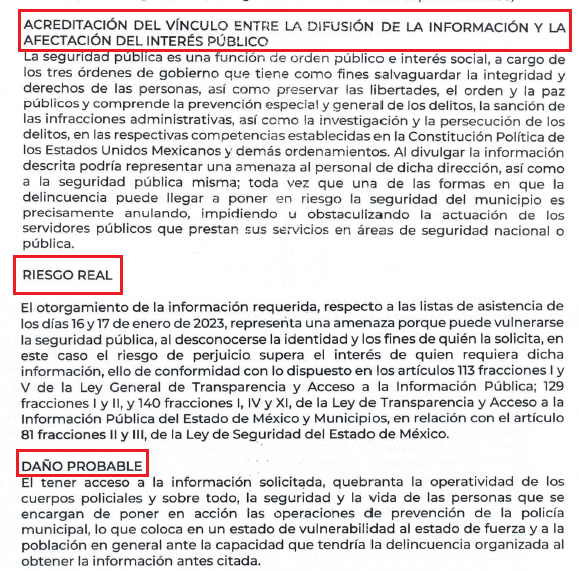 ACREDITACIÓN DEL VÍNCULO ENTRE LA DIFUSIÓN DE LA INFORMACIÓN Y LA
AFECTACIÓN DEL INTERÉS PÚBLICO
La seguridad pública es una función de orden público e interés social, a cargo de
los tres órdenes de gobierno que tiene como fines salvaguardar la integridad y
derechos de las personas, así como preservar las libertades, el orden y la paz
públicos y comprende la prevención especial y general de los delitos, la sanción de
las infracciones administrativas, así como la investigación y la persecución de los
delitos, en las respectivas competencias establecidas en la Constitución Política de
los Estados Unidos Mexicanos y demás ordenamientos. Al divulgar la información
descrita podría representar una amenaza al personal de dicha dirección, así como
a la seguridad pública misma; toda vez que una de las formas en que la
delincuencia puede llegar a poner en riesgo la seguridad del municipio es
precisamente anulando, impidiendo u obstaculizando la actuación de los
servidores públicos que prestan sus servicios en áreas de seguridad nacional o
pública.
RIESGO REAL
El otorgamiento de la información requerida, respecto a las listas de asistencia de
los días 16 y 17 de enero de 2023, representa una amenaza porque puede vulnerarse
la seguridad pública, al desconocerse la identidad y los fines de quién la solicita, en
este caso el riesgo de perjuicio supera el interés de quien requiera dicha
información, ello de conformidad con lo dispuesto en los artículos 113 fracciones I y
V de la Ley General de Transparencia y Acceso a la Información Pública; 129
fracciones I y II, y 140 fracciones I, IV y XI, de la Ley de Transparencia y Acceso a la
Información Pública del Estado de México y Municipios, en relación con el artículo
81 fracciones II y III, de la Ley de Seguridad del Estado de México.
DAÑO PROBABLE
El tener acceso a la información solicitada, quebranta la operatividad de los
cuerpos policiales y sobre todo, la seguridad y la vida de las personas que se
encargan de poner en acción las operaciones de prevención de la policía
municipal, lo que coloca en un estado de vulnerabilidad al estado de fuerza y a la
población en general ante la capacidad que tendría la delincuencia organizada al
obtener la información antes citada.